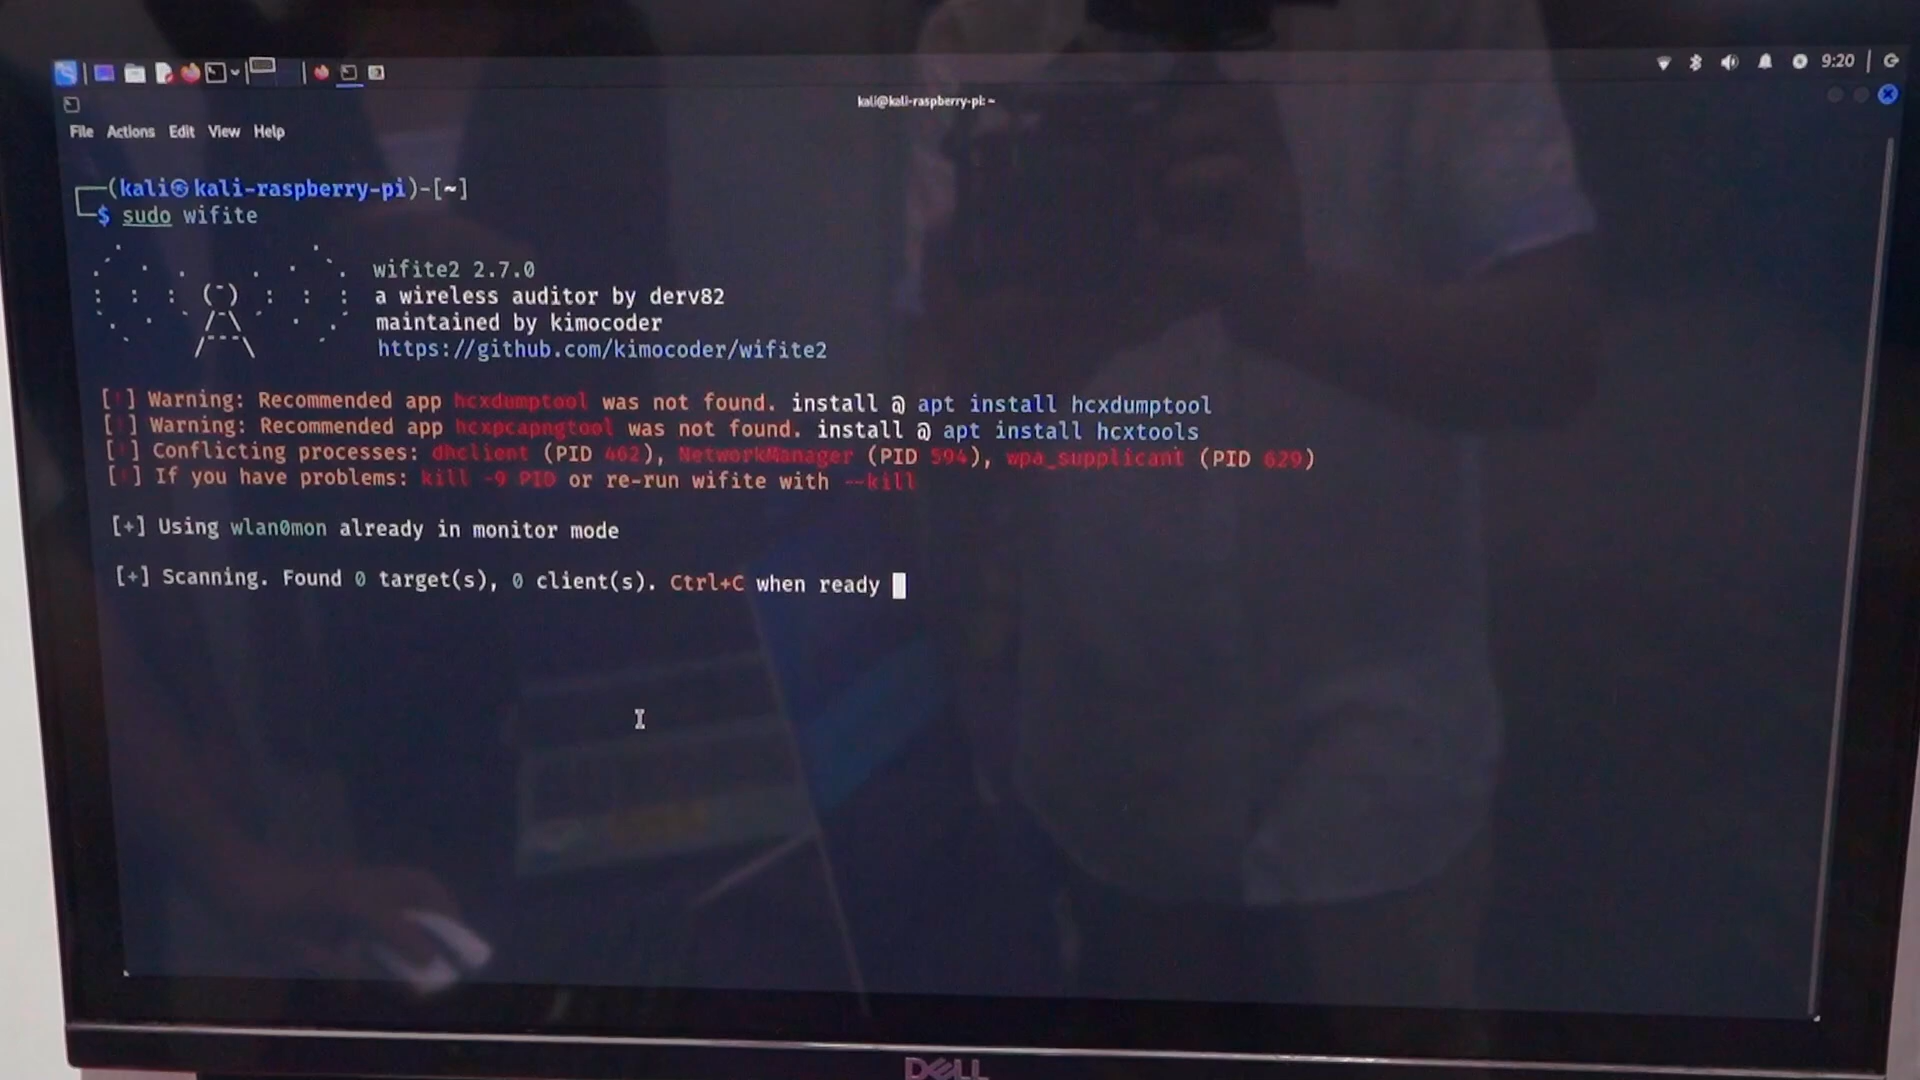 9:20
kali@kali-raspberry-pi: ~
File Actions Edit View Help
(kali㉿kali-raspberry-pi)-[~]
$ sudo wifite
wifite2 2.7.0
a wireless auditor by derv82
maintained by kimocoder
https://github.com/kimocoder/wifite2
[!] Warning: Recommended app hcxdumptool was not found. install @ apt install hcxdumptool
[!] Warning: Recommended app hcxpcapngtool was not found. install @ apt install hcxtools
[!] Conflicting processes: dhclient (PID 462), NetworkManager (PID 594), wpa_supplicant (PID 629)
[!] If you have problems: kill -9 PID or re-run wifite with --kill
[+] Using wlan0mon already in monitor mode
[+] Scanning. Found 0 target(s), 0 client(s). Ctrl+C when ready
DELL